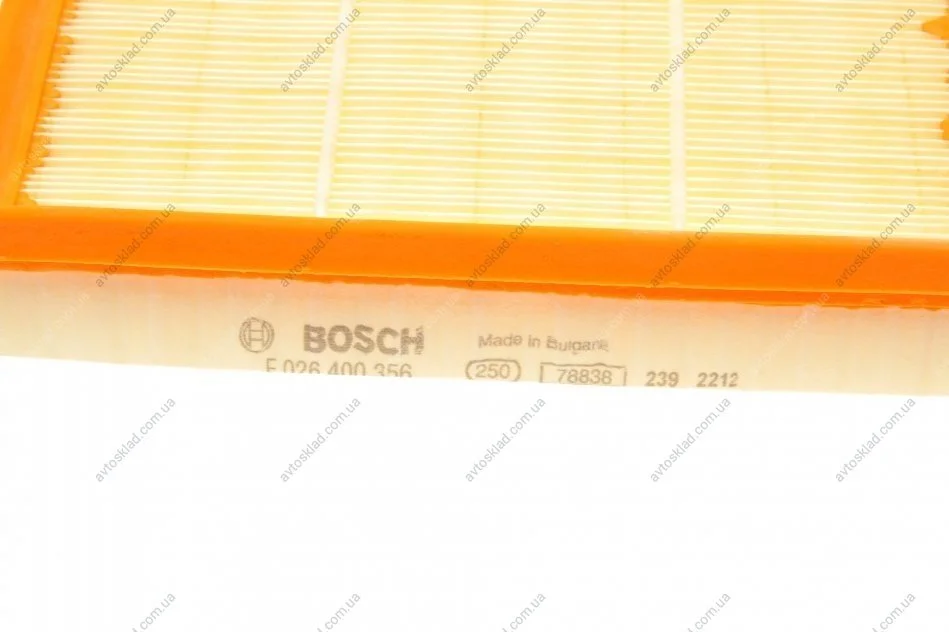 BOSCH Made in Bulgaria
F 026 400 356 250 78838 239 2212
avtosklad.com.ua